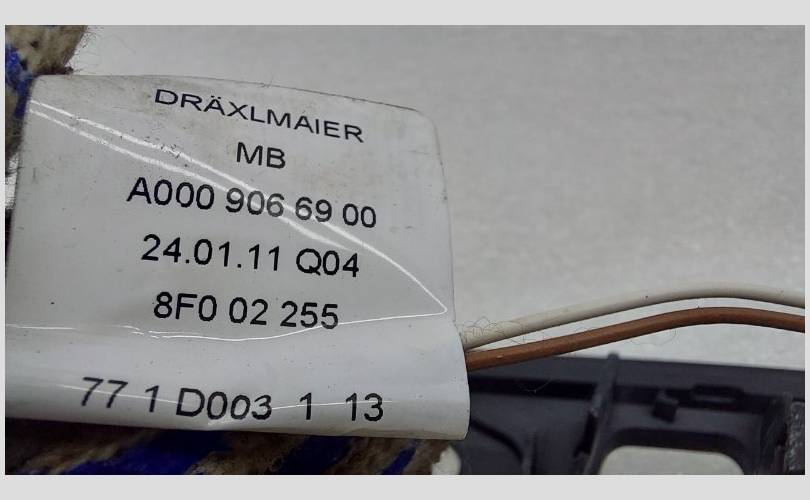 DRÄXLMAIER
MB
A000 906 69 00
24.01.11 Q04
8F0 02 255
77 1 D003 1 13